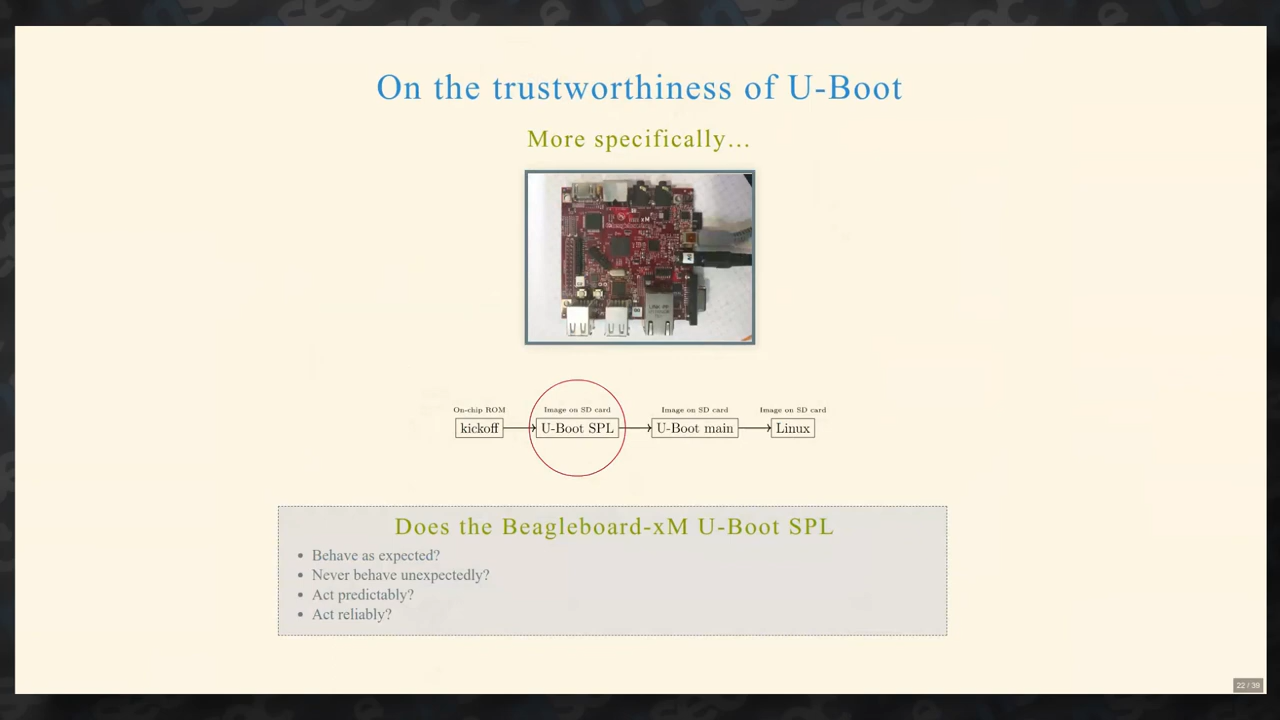 On the trustworthiness of U-Boot
More specifically...
On-chip ROM
Image on SD card
Image on SD card
Image on SD card
kickoff
U-Boot SPL
U-Boot main
Linux
Does the Beagleboard-xM U-Boot SPL
• Behave as expected?
• Never behave unexpectedly?
• Act predictably?
• Act reliably?
22 / 39